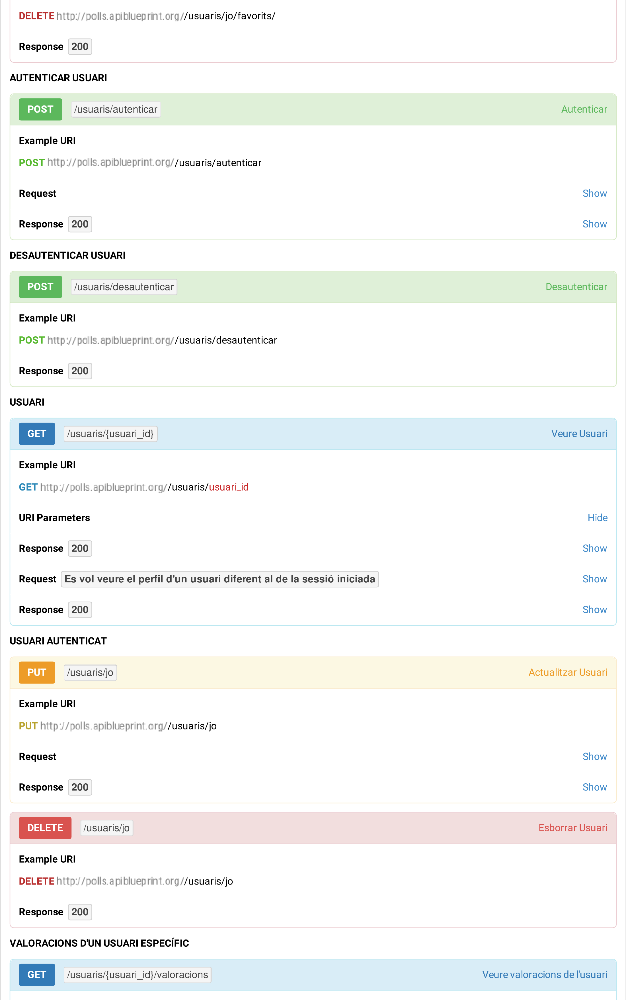 DELETE http://polls.apiblueprint.org//usuaris/jo/favorits/
Response 200
AUTENTICAR USUARI
POST /usuaris/autenticar Autenticar
Example URI
POST http://polls.apiblueprint.org//usuaris/autenticar
Request Show
Response 200 Show
DESAUTENTICAR USUARI
POST /usuaris/desautenticar Desautenticar
Example URI
POST http://polls.apiblueprint.org//usuaris/desautenticar
Response 200
USUARI
GET /usuaris/{usuari_id} Veure Usuari
Example URI
GET http://polls.apiblueprint.org//usuaris/usuari_id
URI Parameters Hide
Response 200 Show
Request Es vol veure el perfil d'un usuari diferent al de la sessió iniciada Show
Response 200 Show
USUARI AUTENTICAT
PUT /usuaris/jo Actualitzar Usuari
Example URI
PUT http://polls.apiblueprint.org//usuaris/jo
Request Show
Response 200 Show
DELETE /usuaris/jo Esborrar Usuari
Example URI
DELETE http://polls.apiblueprint.org//usuaris/jo
Response 200
VALORACIONS D'UN USUARI ESPECÍFIC
GET /usuaris/{usuari_id}/valoracions Veure valoracions de l'usuari